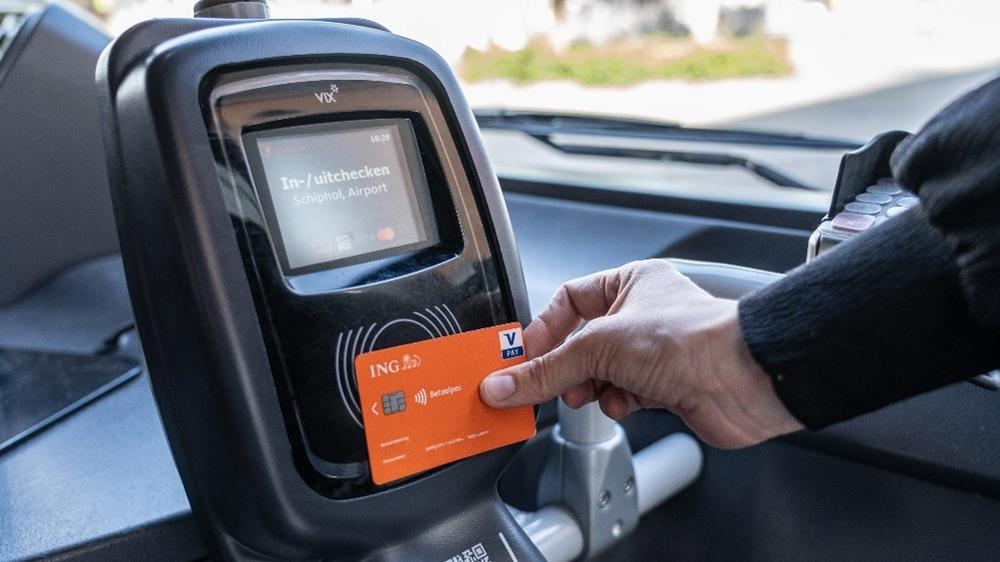 VIX
10:29
In-/uitchecken
Schiphol, Airport
V
PAY
ING
Betaalpas